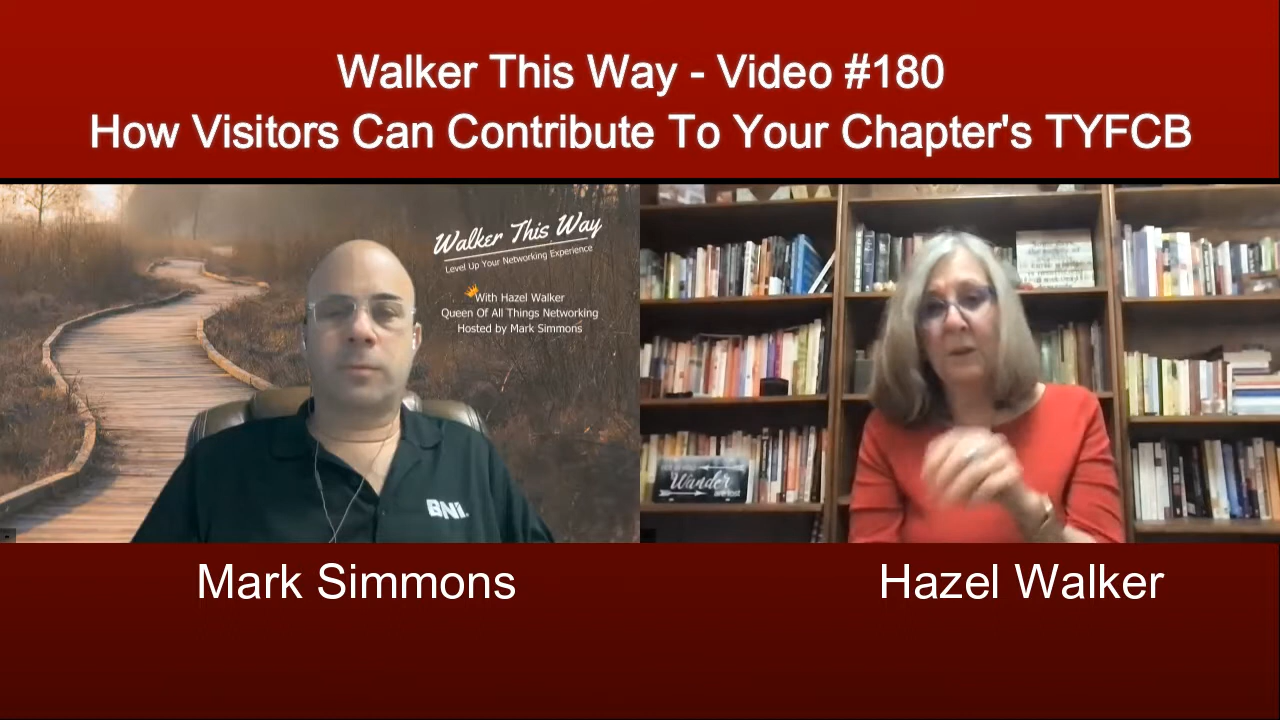 Walker This Way - Video #180
How Visitors Can Contribute To Your Chapter's TYFCB
Walker This Way
Level Up Your Networking Experience
With Hazel Walker
Queen Of All Things Networking
Hosted by Mark Simmons
BNI
Wander
Mark Simmons
Hazel Walker